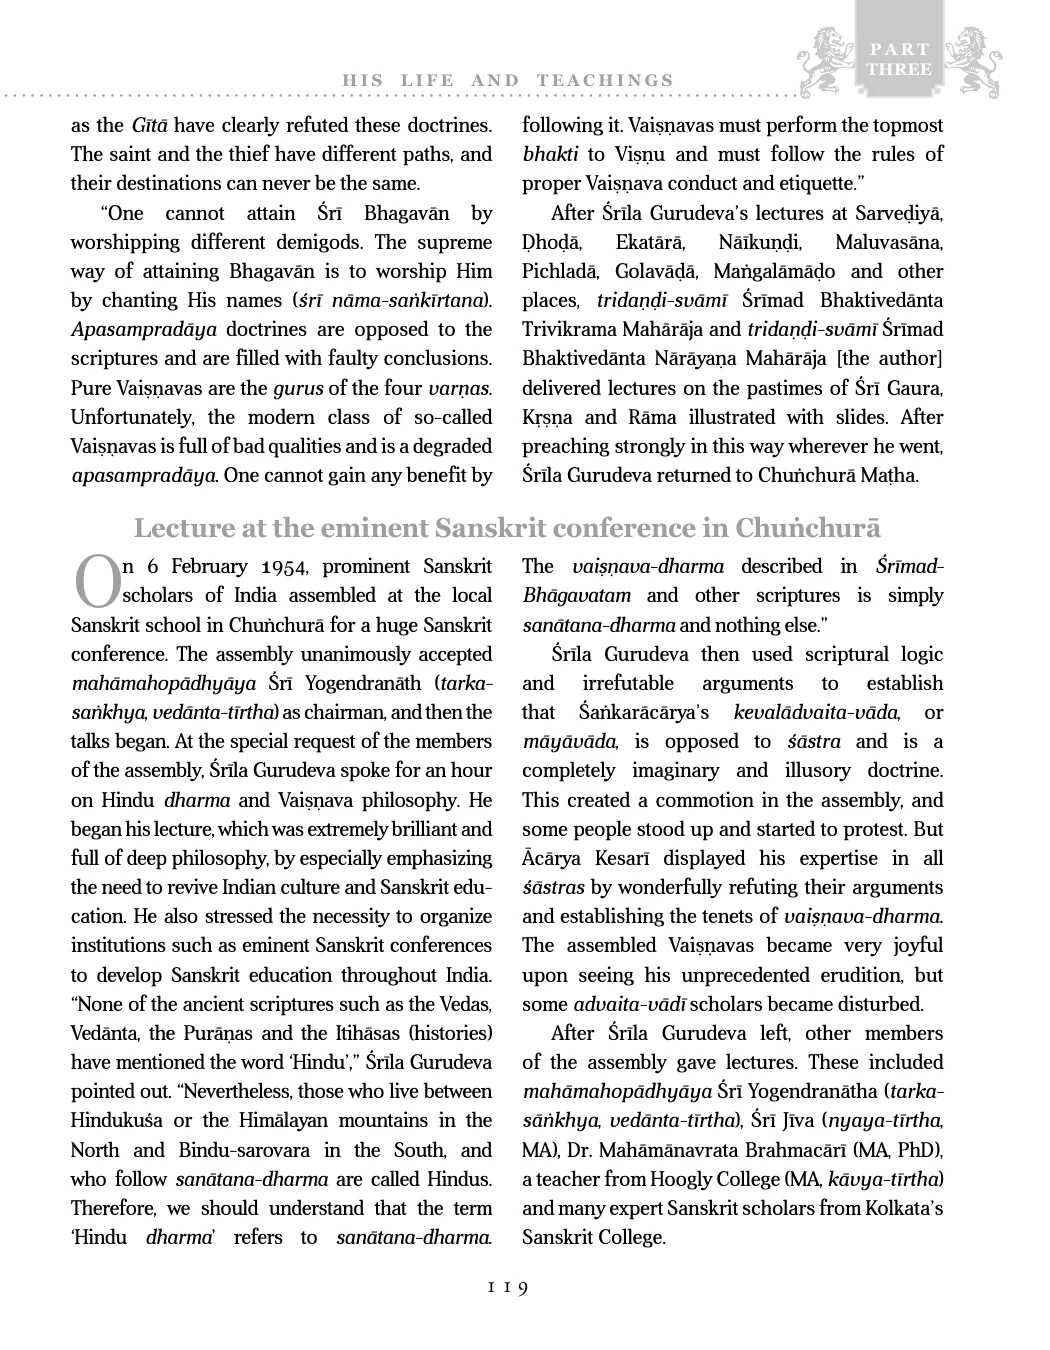 PART
THREE
HIS LIFE AND TEACHINGS
as the Gītā have clearly refuted these doctrines.
The saint and the thief have different paths, and
their destinations can never be the same.
“One cannot attain Śrī Bhagavān by
worshipping different demigods. The supreme
way of attaining Bhagavān is to worship Him
by chanting His names (śrī nāma-saṅkīrtana).
Apasampradāya doctrines are opposed to the
scriptures and are filled with faulty conclusions.
Pure Vaiṣṇavas are the gurus of the four varṇas.
Unfortunately, the modern class of so-called
Vaiṣṇavas is full of bad qualities and is a degraded
apasampradāya. One cannot gain any benefit by
following it. Vaiṣṇavas must perform the topmost
bhakti to Viṣṇu and must follow the rules of
proper Vaiṣṇava conduct and etiquette.”
After Śrīla Gurudeva’s lectures at Sarveḍiyā,
Ḍhoḍā, Ekatārā, Nāīkuṇḍi, Maluvasāna,
Pichladā, Golavāḍā, Maṅgalāmāḍo and other
places, tridaṇḍi-svāmī Śrīmad Bhaktivedānta
Trivikrama Mahārāja and tridaṇḍi-svāmī Śrīmad
Bhaktivedānta Nārāyaṇa Mahārāja [the author]
delivered lectures on the pastimes of Śrī Gaura,
Kṛṣṇa and Rāma illustrated with slides. After
preaching strongly in this way wherever he went,
Śrīla Gurudeva returned to Chuṅchurā Maṭha.
Lecture at the eminent Sanskrit conference in Chuṅchurā
On 6 February 1954, prominent Sanskrit
scholars of India assembled at the local
Sanskrit school in Chuṅchurā for a huge Sanskrit
conference. The assembly unanimously accepted
mahāmahopādhyāya Śrī Yogendranāth (tarka-
saṅkhya, vedānta-tīrtha) as chairman, and then the
talks began. At the special request of the members
of the assembly, Śrīla Gurudeva spoke for an hour
on Hindu dharma and Vaiṣṇava philosophy. He
began his lecture, which was extremely brilliant and
full of deep philosophy, by especially emphasizing
the need to revive Indian culture and Sanskrit edu-
cation. He also stressed the necessity to organize
institutions such as eminent Sanskrit conferences
to develop Sanskrit education throughout India.
“None of the ancient scriptures such as the Vedas,
Vedānta, the Purāṇas and the Itihāsas (histories)
have mentioned the word ‘Hindu’,” Śrīla Gurudeva
pointed out. “Nevertheless, those who live between
Hindukuśa or the Himālayan mountains in the
North and Bindu-sarovara in the South, and
who follow sanātana-dharma are called Hindus.
Therefore, we should understand that the term
‘Hindu dharma’ refers to sanātana-dharma.
The vaiṣṇava-dharma described in Śrīmad-
Bhāgavatam and other scriptures is simply
sanātana-dharma and nothing else.”
Śrīla Gurudeva then used scriptural logic
and irrefutable arguments to establish
that Śaṅkarācārya’s kevalādvaita-vāda, or
māyāvāda, is opposed to śāstra and is a
completely imaginary and illusory doctrine.
This created a commotion in the assembly, and
some people stood up and started to protest. But
Ācārya Kesarī displayed his expertise in all
śāstras by wonderfully refuting their arguments
and establishing the tenets of vaiṣṇava-dharma.
The assembled Vaiṣṇavas became very joyful
upon seeing his unprecedented erudition, but
some advaita-vādī scholars became disturbed.
After Śrīla Gurudeva left, other members
of the assembly gave lectures. These included
mahāmahopādhyāya Śrī Yogendranātha (tarka-
sāṅkhya, vedānta-tīrtha), Śrī Jīva (nyaya-tīrtha,
MA), Dr. Mahāmānavrata Brahmacārī (MA, PhD),
a teacher from Hoogly College (MA, kāvya-tīrtha)
and many expert Sanskrit scholars from Kolkata’s
Sanskrit College.
119